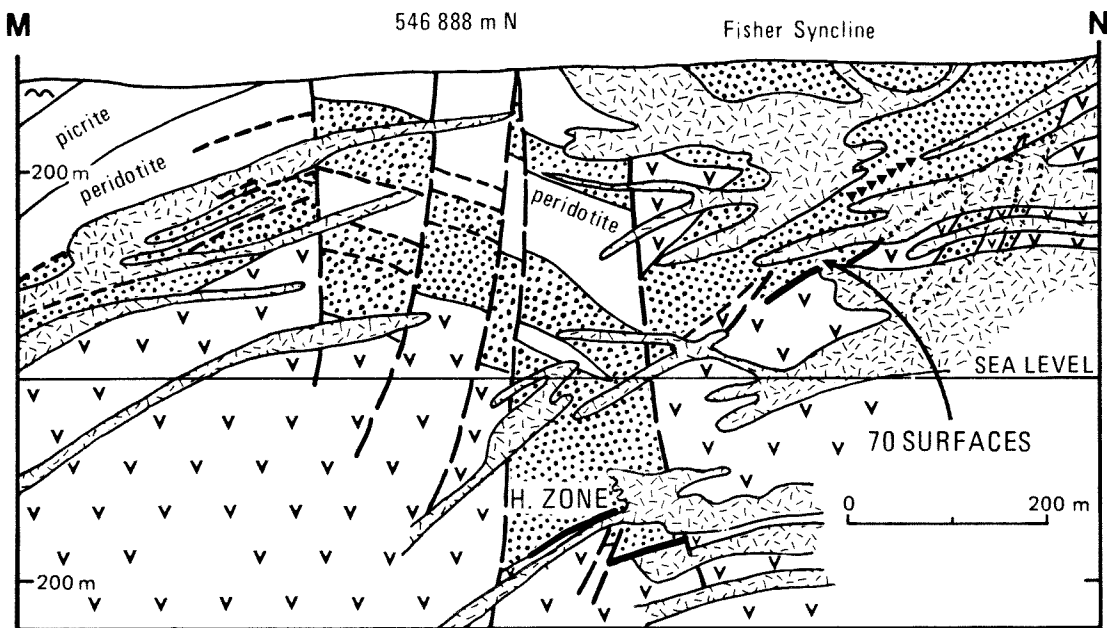 M
546 888 m N
Fisher Syncline
N
picrite
peridotite
200 m
peridotite
SEA LEVEL
70 SURFACES
H. ZONE
0 200 m
200 m